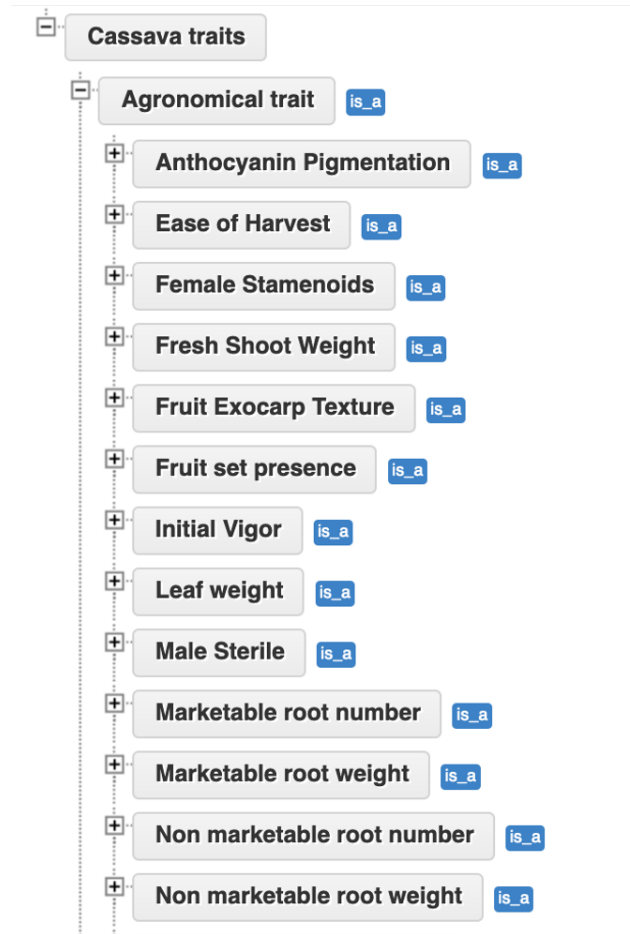 Cassava traits
Agronomical trait is_a
Anthocyanin Pigmentation is_a
Ease of Harvest is_a
Female Stamenoids is_a
Fresh Shoot Weight is_a
Fruit Exocarp Texture is_a
Fruit set presence is_a
Initial Vigor is_a
Leaf weight is_a
Male Sterile is_a
Marketable root number is_a
Marketable root weight is_a
Non marketable root number is_a
Non marketable root weight is_a